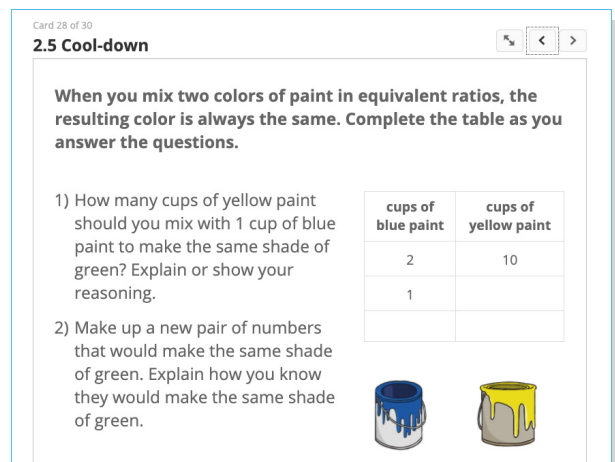 Card 28 of 30
2.5 Cool-down
When you mix two colors of paint in equivalent ratios, the
resulting color is always the same. Complete the table as you
answer the questions.
1) How many cups of yellow paint
should you mix with 1 cup of blue
paint to make the same shade of
green? Explain or show your
reasoning.
2) Make up a new pair of numbers
that would make the same shade
of green. Explain how you know
they would make the same shade
of green.
cups of
blue paint
cups of
yellow paint
2 10
1